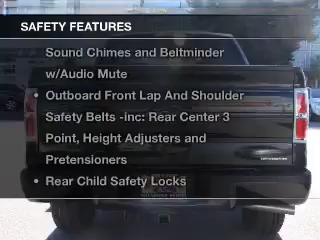 SAFETY FEATURES
Sound Chimes and Beltminder
w/Audio Mute
• Outboard Front Lap And Shoulder
Safety Belts -inc: Rear Center 3
Point, Height Adjusters and
Pretensioners
• Rear Child Safety Locks